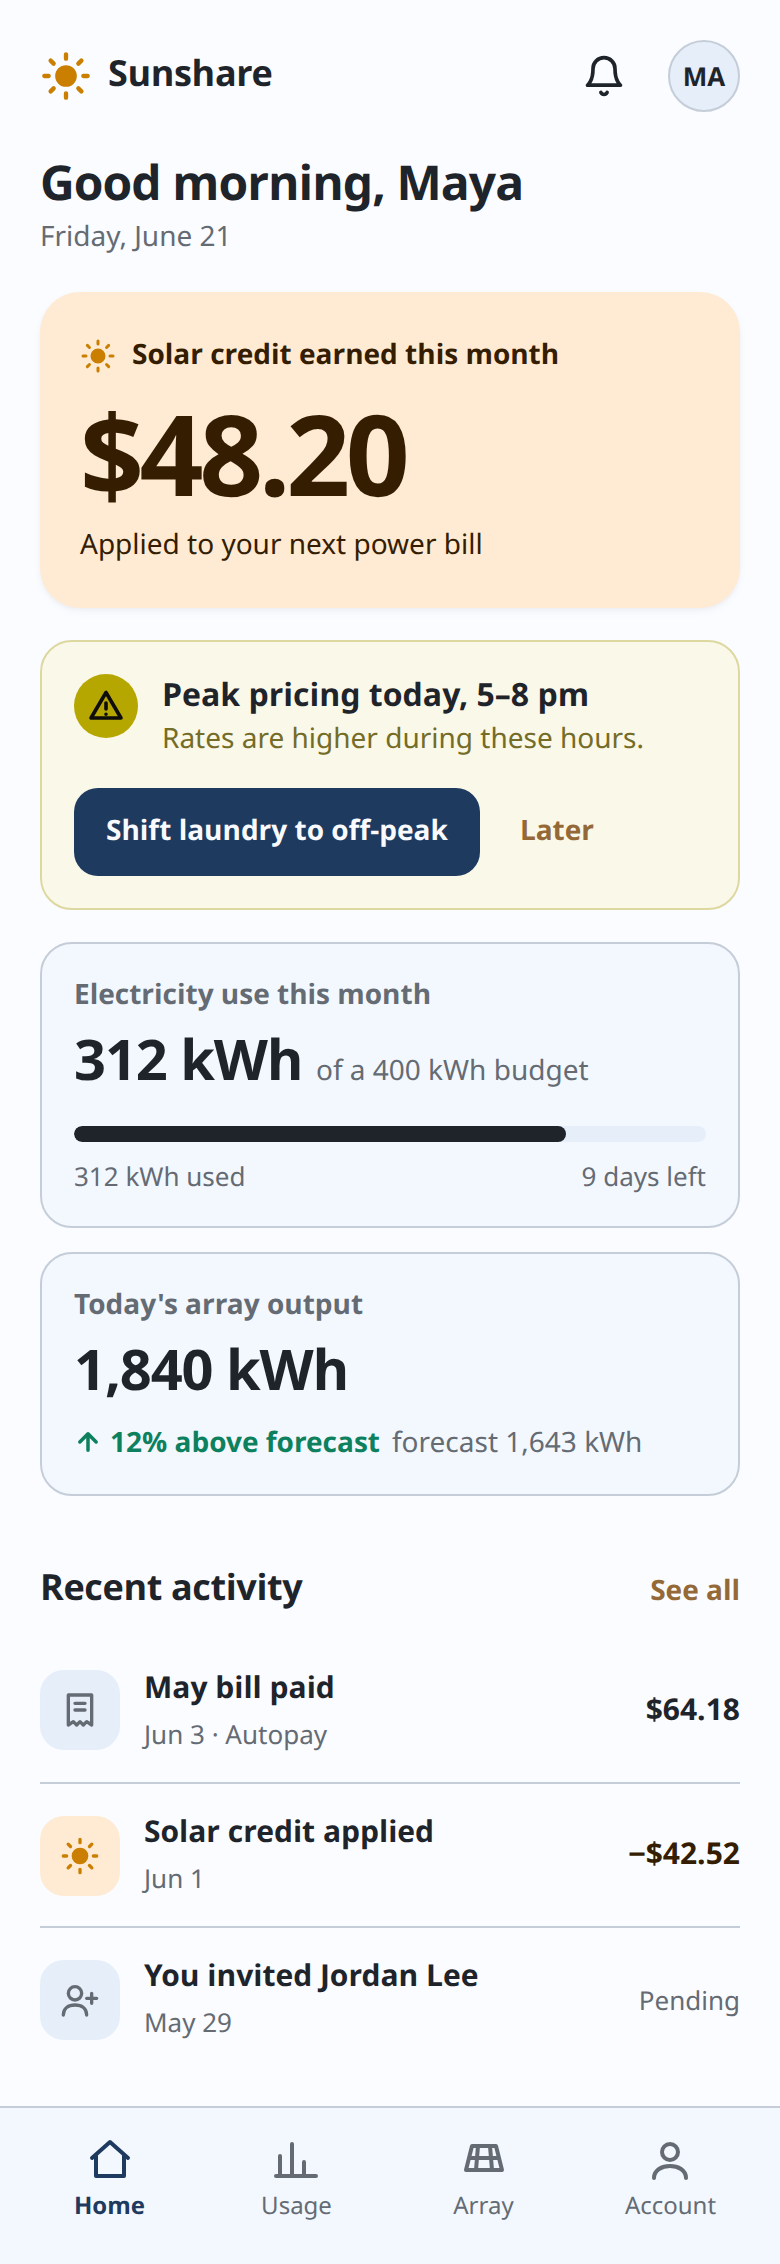 Sunshare
MA
Good morning, Maya
Friday, June 21
Solar credit earned this month
$48.20
Applied to your next power bill
Peak pricing today, 5–8 pm
Rates are higher during these hours.
Shift laundry to off-peak
Later
Electricity use this month
312 kWh of a 400 kWh budget
312 kWh used
9 days left
Today's array output
1,840 kWh
12% above forecast forecast 1,643 kWh
Recent activity
See all
May bill paid
Jun 3 · Autopay
$64.18
Solar credit applied
Jun 1
−$42.52
You invited Jordan Lee
May 29
Pending
Home
Usage
Array
Account